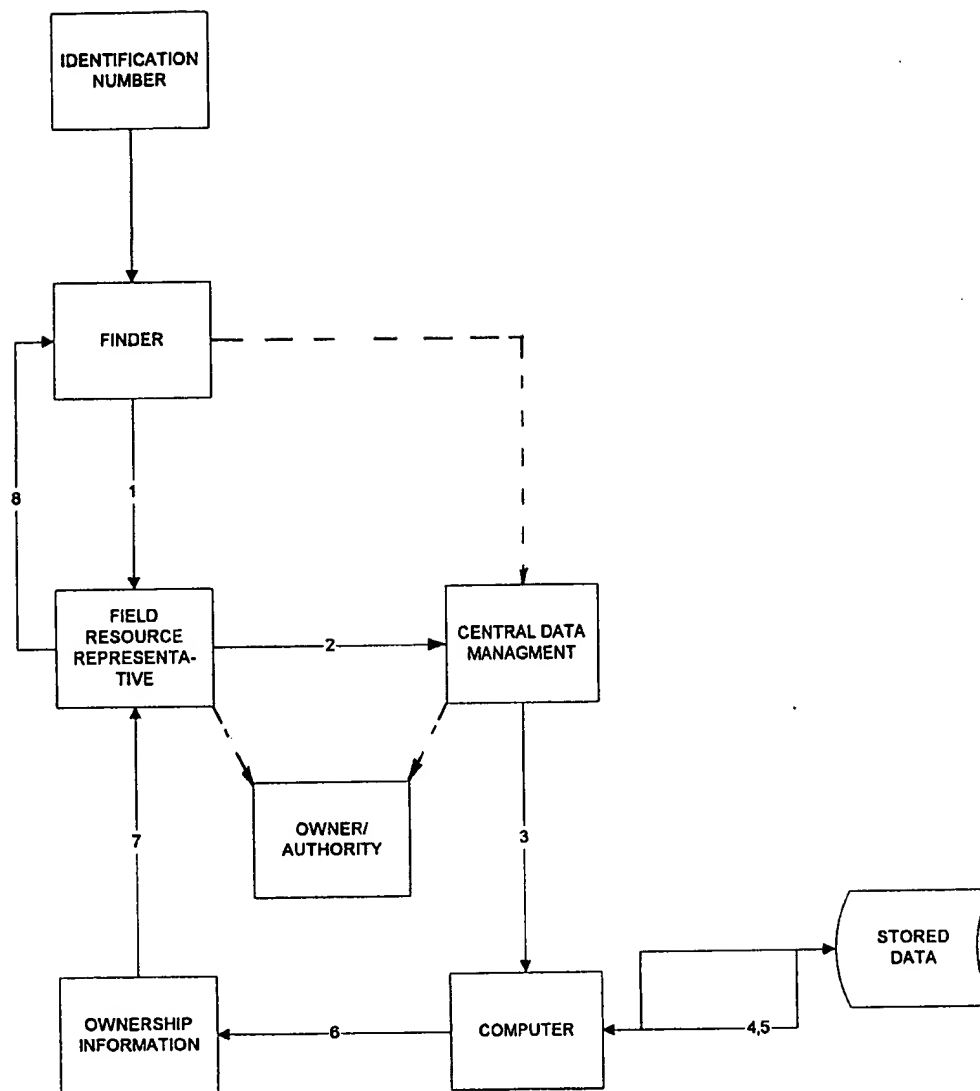 IDENTIFICATION
NUMBER
FINDER
8
1
FIELD
RESOURCE
REPRESENTA-
TIVE
2
CENTRAL DATA
MANAGMENT
7
OWNER/
AUTHORITY
3
STORED
DATA
OWNERSHIP
INFORMATION
6
COMPUTER
4,5